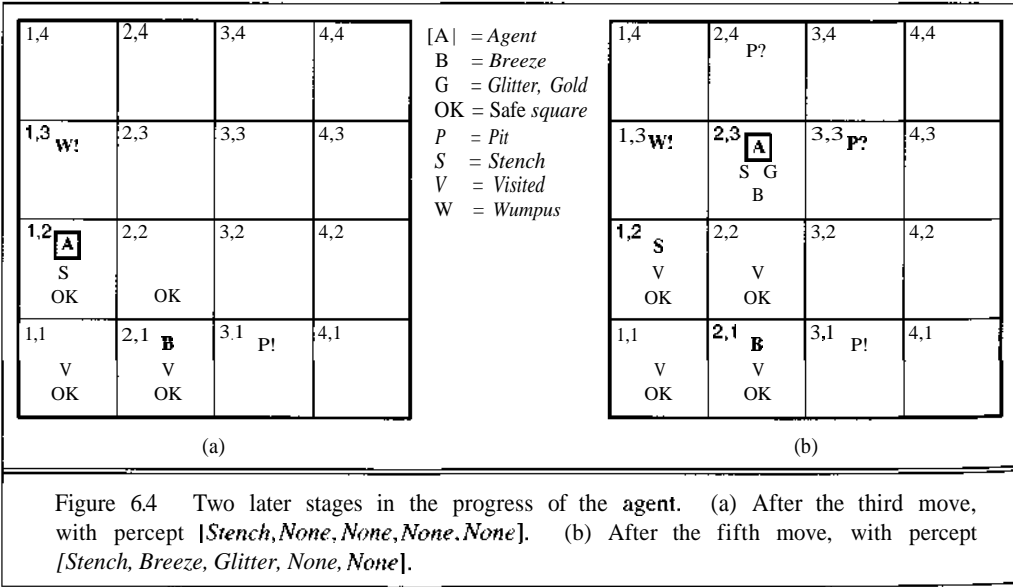 1,4 2,4 3,4 4,4
1,3 W! 2,3 3,3 4,3
1,2 A 2,2 3,2 4,2
S
OK OK
1,1 2,1 B 3,1 P! 4,1
V V
OK OK
(a)
[A| = Agent
B = Breeze
G = Glitter, Gold
OK = Safe square
P = Pit
S = Stench
V = Visited
W = Wumpus
1,4 2,4 P? 3,4 4,4
1,3 W! 2,3 A 3,3 P? 4,3
S G
B
1,2 S 2,2 3,2 4,2
V V
OK OK
1,1 2,1 B 3,1 P! 4,1
V V
OK OK
(b)
Figure 6.4 Two later stages in the progress of the agent. (a) After the third move,
with percept [Stench, None, None, None, None]. (b) After the fifth move, with percept
[Stench, Breeze, Glitter, None, None].